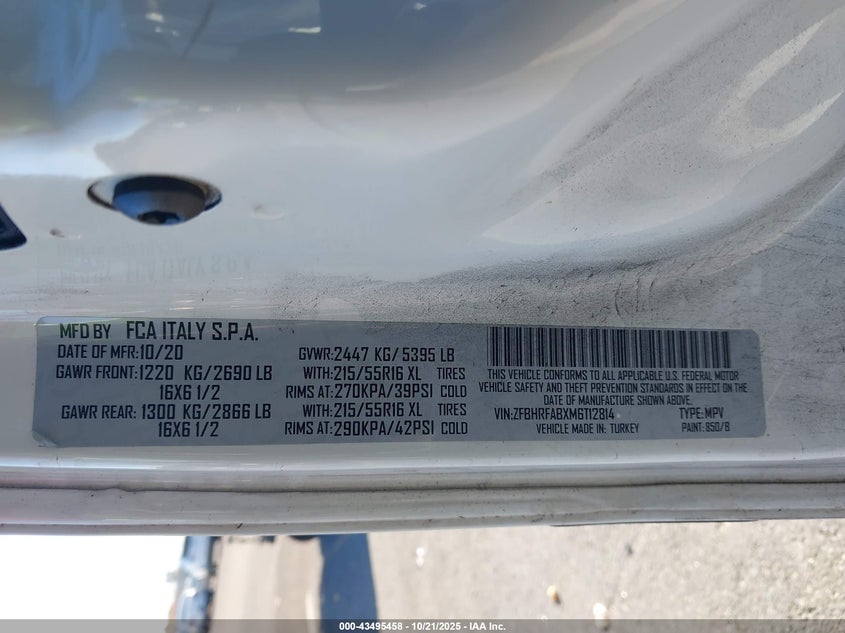 MFD BY FCA ITALY S.P.A.
DATE OF MFR:10/20 GVWR:2447 KG/5395 LB
GAWR FRONT:1220 KG/2690 LB WITH:215/55R16 XL TIRES
16X6 1/2 RIMS AT:270KPA/39PSI COLD
GAWR REAR:1300 KG/2866 LB WITH:215/55R16 XL TIRES
16X6 1/2 RIMS AT:290KPA/42PSI COLD
THIS VEHICLE CONFORMS TO ALL APPLICABLE U.S. FEDERAL MOTOR
VEHICLE SAFETY AND THEFT PREVENTION STANDARDS IN EFFECT ON THE
DATE OF MANUFACTURE SHOWN ABOVE.
VIN:ZFBHRFABXM6T12814 TYPE:MPV
VEHICLE MADE IN: TURKEY PAINT:850/B
000-43495458 - 10/21/2025 - IAA Inc.